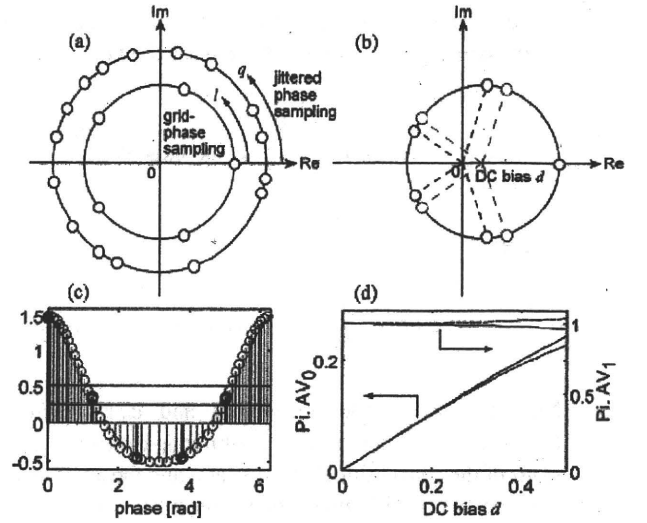 Im
(a)
q
l
jittered
phase
sampling
grid-
phase
sampling
0
Re
Im
(b)
0
DC bias d
Re
(c)
1.5
1
0.5
0
-0.5
0
2
4
6
phase [rad]
(d)
Pi. AV0
0.2
0
0
0.2
0.4
DC bias d
1
0.5
0
Pi. AV1